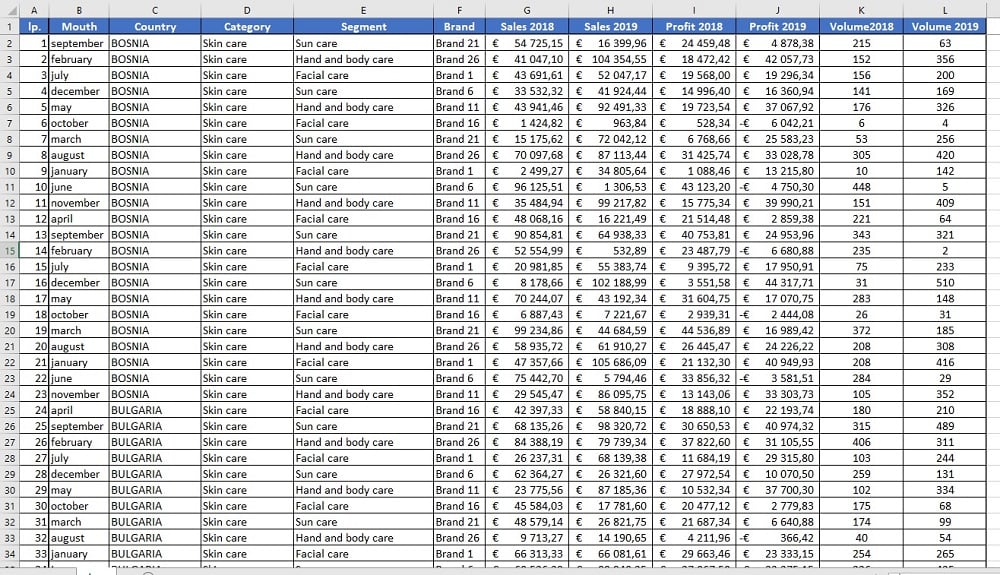 A B C D E F G H I J K L
1 lp. Mouth Country Category Segment Brand Sales 2018 Sales 2019 Profit 2018 Profit 2019 Volume2018 Volume 2019
2 1 september BOSNIA Skin care Sun care Brand 21 € 54 725,15 € 16 399,96 € 24 459,48 € 4 878,38 215 63
3 2 february BOSNIA Skin care Hand and body care Brand 26 € 41 047,10 € 104 354,55 € 18 472,42 € 42 057,73 152 356
4 3 july BOSNIA Skin care Facial care Brand 1 € 43 691,61 € 52 047,17 € 19 568,00 € 19 296,34 156 200
5 4 december BOSNIA Skin care Sun care Brand 6 € 33 532,32 € 41 924,44 € 14 996,40 € 16 360,94 141 169
6 5 may BOSNIA Skin care Hand and body care Brand 11 € 43 941,46 € 92 491,33 € 19 723,54 € 37 067,92 176 326
7 6 october BOSNIA Skin care Facial care Brand 16 € 1 424,82 € 963,84 € 528,34 -€ 6 042,21 6 4
8 7 march BOSNIA Skin care Sun care Brand 21 € 15 175,62 € 72 042,12 € 6 768,66 € 25 583,23 53 256
9 8 august BOSNIA Skin care Hand and body care Brand 26 € 70 097,68 € 87 113,44 € 31 425,74 € 33 028,78 305 420
10 9 january BOSNIA Skin care Facial care Brand 1 € 2 499,27 € 34 805,64 € 1 088,46 € 13 215,80 10 142
11 10 june BOSNIA Skin care Sun care Brand 6 € 96 125,51 € 1 306,53 € 43 123,20 -€ 4 750,30 448 5
12 11 november BOSNIA Skin care Hand and body care Brand 11 € 35 484,94 € 99 217,82 € 15 775,34 € 39 990,21 151 409
13 12 april BOSNIA Skin care Facial care Brand 16 € 48 068,16 € 16 221,49 € 21 514,48 € 2 859,38 221 64
14 13 september BOSNIA Skin care Sun care Brand 21 € 90 854,81 € 64 938,33 € 40 753,81 € 24 953,96 343 321
15 14 february BOSNIA Skin care Hand and body care Brand 26 € 52 554,99 € 532,89 € 23 487,79 -€ 6 680,88 235 2
16 15 july BOSNIA Skin care Facial care Brand 1 € 20 981,85 € 55 383,74 € 9 395,72 € 17 950,91 75 233
17 16 december BOSNIA Skin care Sun care Brand 6 € 8 178,66 € 102 188,99 € 3 551,58 € 44 317,71 31 510
18 17 may BOSNIA Skin care Hand and body care Brand 11 € 70 244,07 € 43 192,34 € 31 604,75 € 17 070,75 283 148
19 18 october BOSNIA Skin care Facial care Brand 16 € 6 887,43 € 7 221,67 € 2 939,31 -€ 2 444,08 26 31
20 19 march BOSNIA Skin care Sun care Brand 21 € 99 234,86 € 44 684,59 € 44 536,89 € 16 989,42 372 185
21 20 august BOSNIA Skin care Hand and body care Brand 26 € 58 935,72 € 61 910,27 € 26 445,47 € 24 226,22 208 308
22 21 january BOSNIA Skin care Facial care Brand 1 € 47 357,66 € 105 686,09 € 21 132,30 € 40 949,93 208 416
23 22 june BOSNIA Skin care Sun care Brand 6 € 75 442,70 € 5 794,46 € 33 856,32 -€ 3 581,51 284 29
24 23 november BOSNIA Skin care Hand and body care Brand 11 € 29 545,47 € 86 095,75 € 13 143,06 € 33 303,73 105 352
25 24 april BULGARIA Skin care Facial care Brand 16 € 42 397,33 € 58 840,15 € 18 888,10 € 22 193,74 180 210
26 25 september BULGARIA Skin care Sun care Brand 21 € 68 135,26 € 98 320,72 € 30 650,53 € 40 974,32 315 489
27 26 february BULGARIA Skin care Hand and body care Brand 26 € 84 388,19 € 79 739,34 € 37 822,60 € 31 105,55 406 311
28 27 july BULGARIA Skin care Facial care Brand 1 € 26 237,31 € 68 139,38 € 11 684,19 € 29 315,80 103 244
29 28 december BULGARIA Skin care Sun care Brand 6 € 62 364,27 € 26 321,60 € 27 972,54 € 10 070,50 259 131
30 29 may BULGARIA Skin care Hand and body care Brand 11 € 23 775,56 € 87 185,36 € 10 532,34 € 37 700,30 102 334
31 30 october BULGARIA Skin care Facial care Brand 16 € 45 584,03 € 17 781,60 € 20 477,12 € 2 779,83 175 68
32 31 march BULGARIA Skin care Sun care Brand 21 € 48 579,14 € 26 821,75 € 21 687,34 € 6 640,88 174 99
33 32 august BULGARIA Skin care Hand and body care Brand 26 € 9 713,27 € 14 190,65 € 4 211,96 -€ 366,42 40 54
34 33 january BULGARIA Skin care Facial care Brand 1 € 66 313,33 € 66 081,61 € 29 663,46 € 23 333,15 254 265